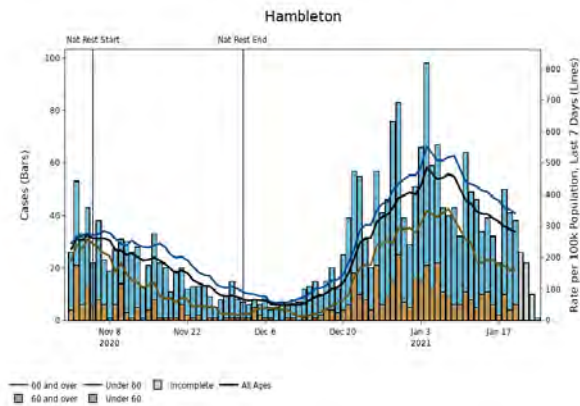 Hambleton
Nat Rest Start Nat Rest End
Cases (Bars)
100
80
60
40
20
0
Rate per 100k Population, Last 7 Days (Lines)
800
700
600
500
400
300
200
100
0
Nov 8
2020
Nov 22
Dec 6
Dec 20
Jan 3
2021
Jan 17
60 and over Under 60 Incomplete All Ages
60 and over Under 60